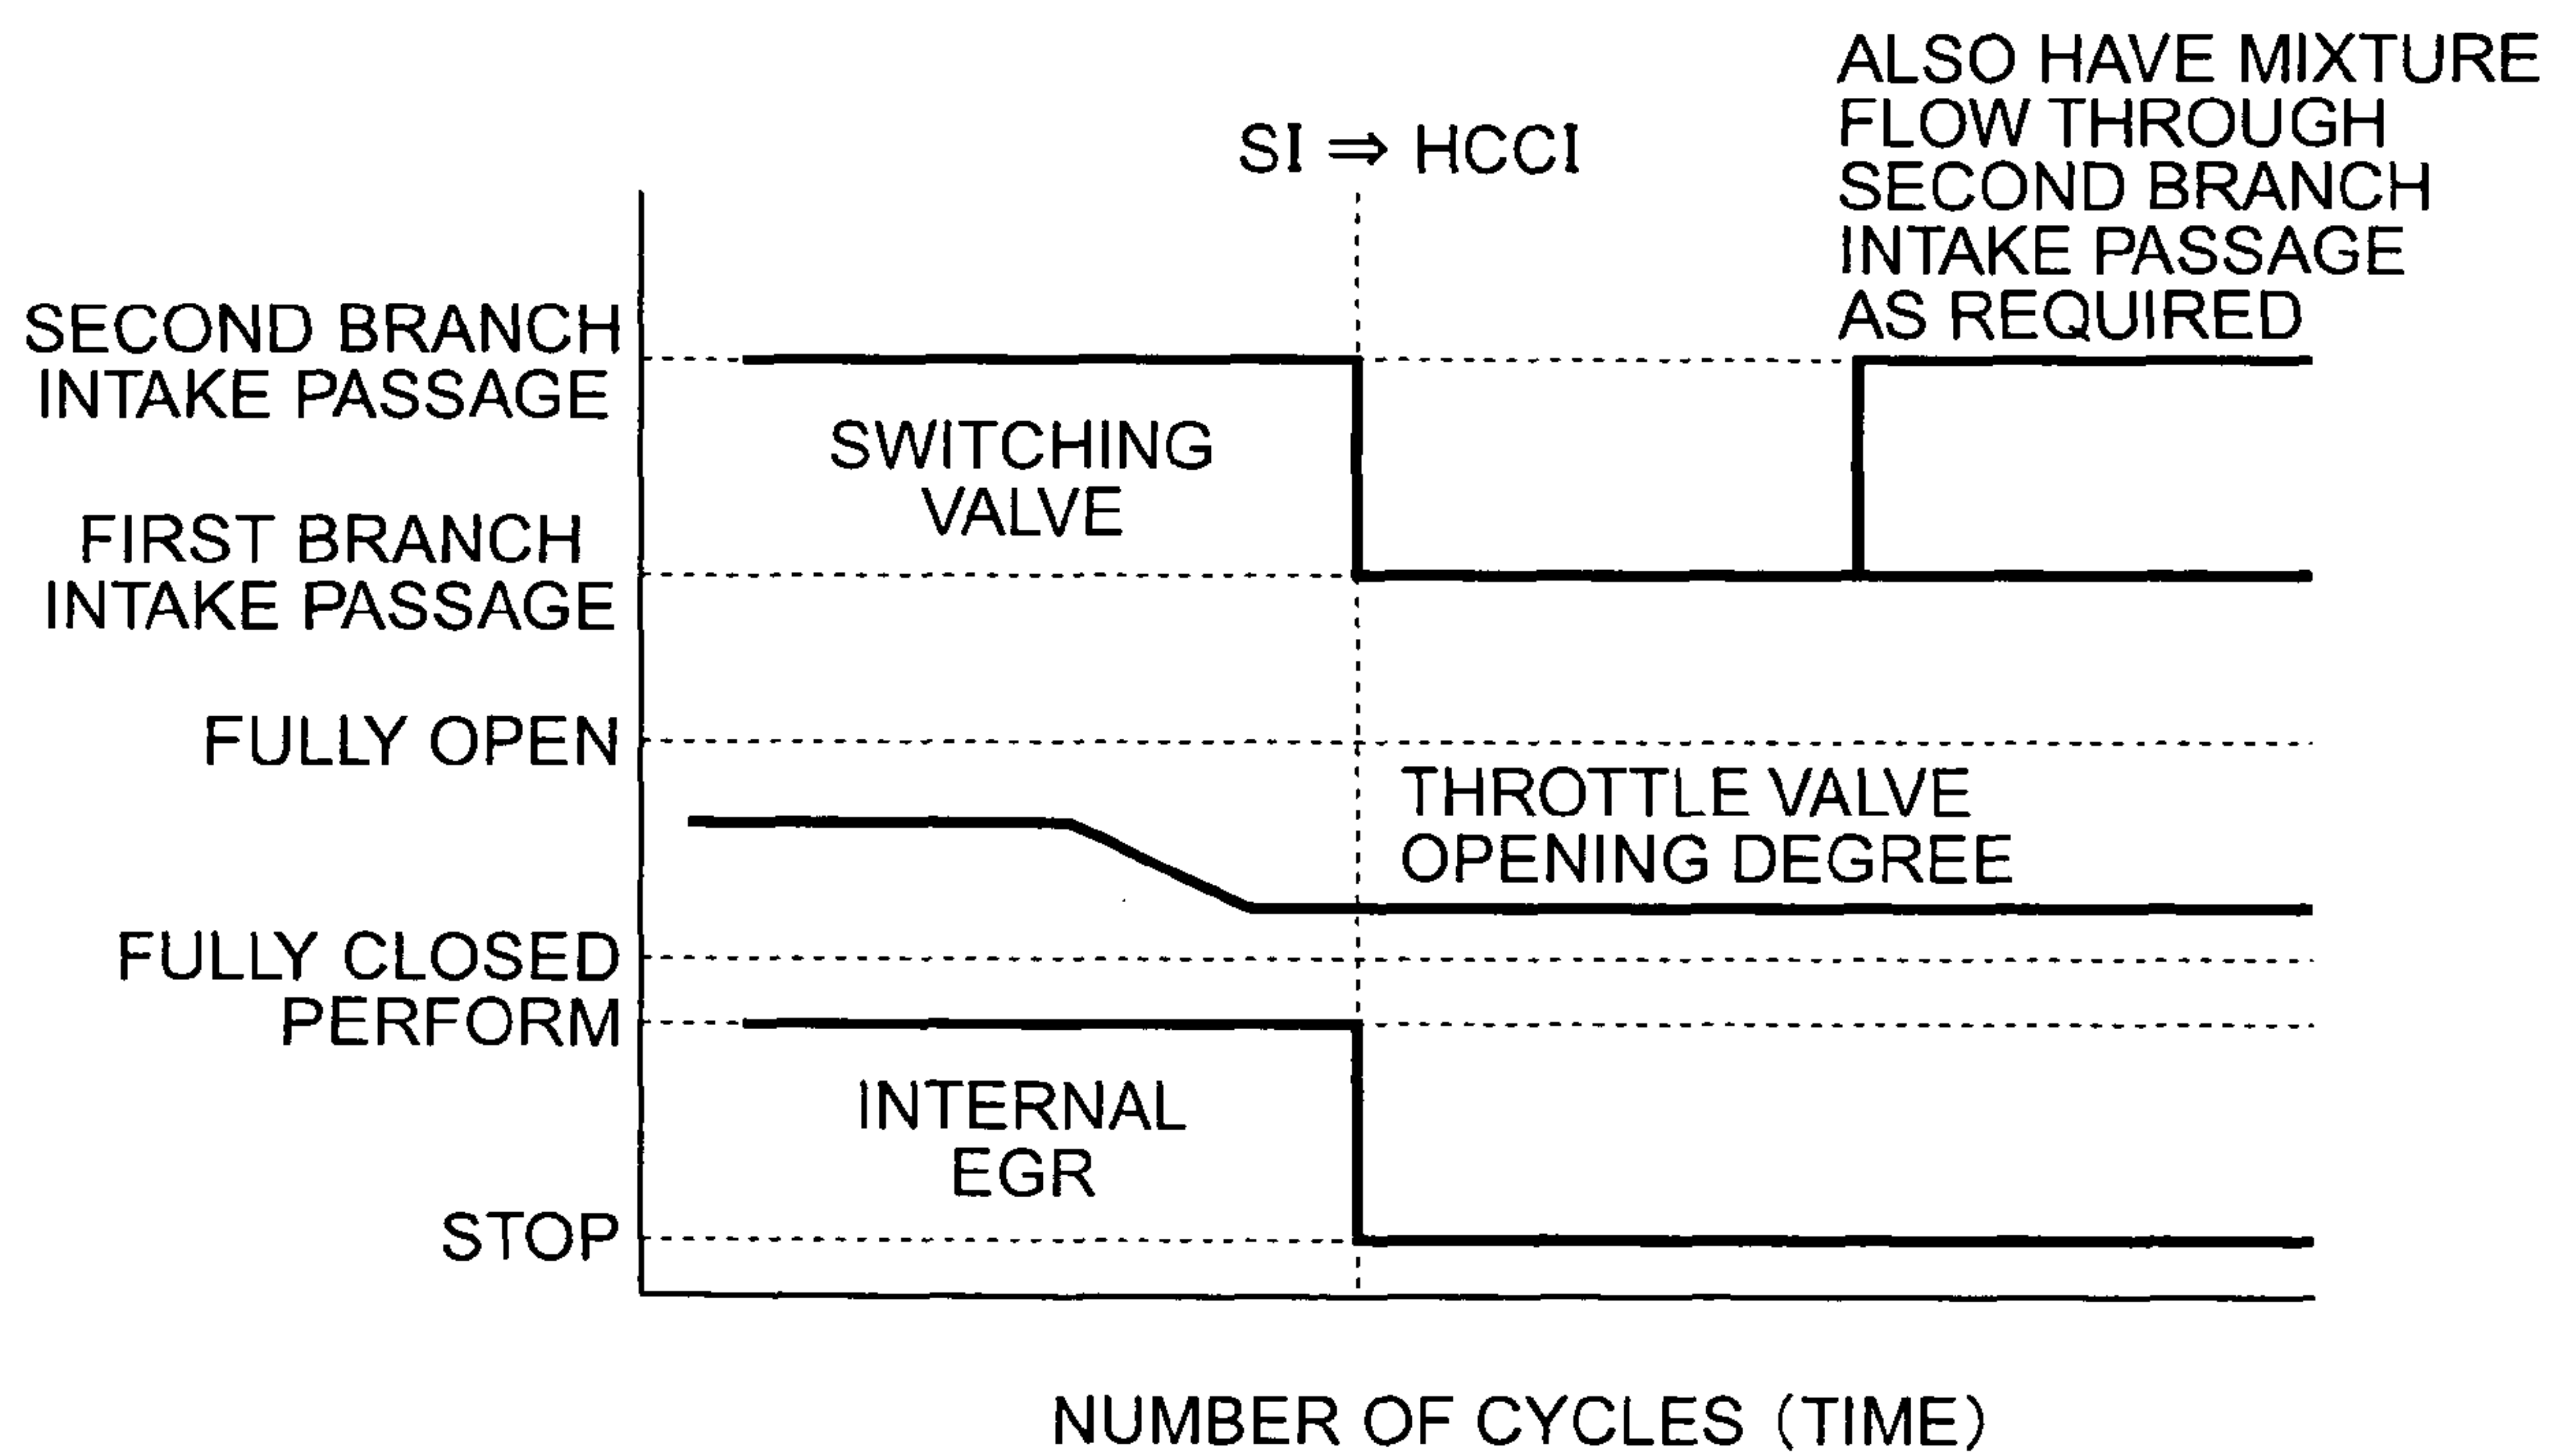 ALSO HAVE MIXTURE
FLOW THROUGH
SECOND BRANCH
INTAKE PASSAGE
AS REQUIRED
SI ⇒ HCCI
SECOND BRANCH
INTAKE PASSAGE
SWITCHING
VALVE
FIRST BRANCH
INTAKE PASSAGE
FULLY OPEN
THROTTLE VALVE
OPENING DEGREE
FULLY CLOSED
PERFORM
INTERNAL
EGR
STOP
NUMBER OF CYCLES (TIME)